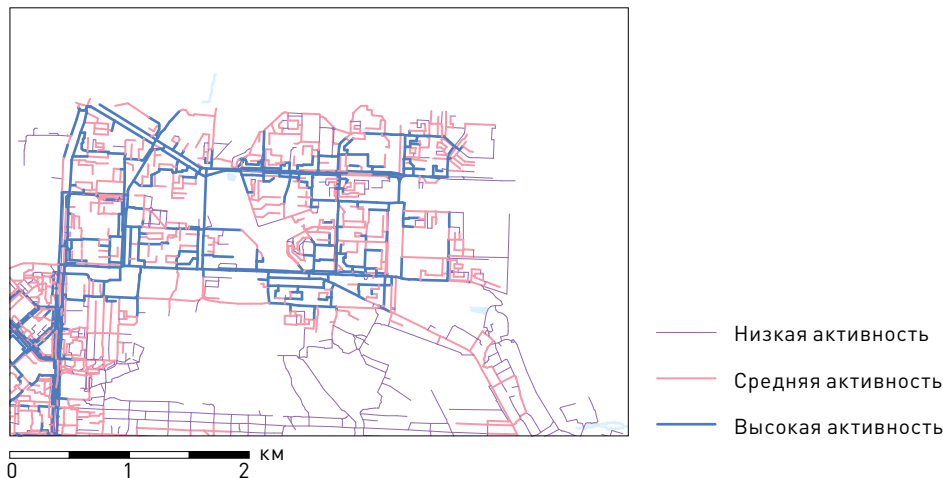 Низкая активность
Средняя активность
Высокая активность
км
0 1 2